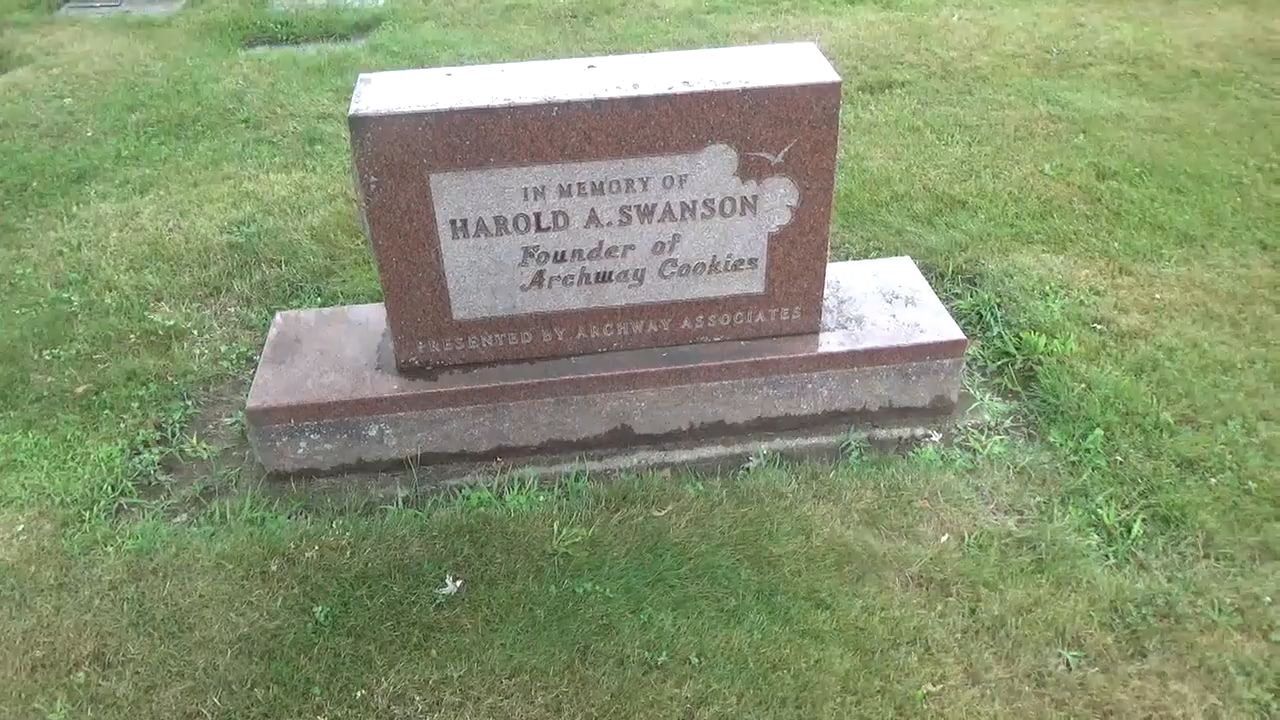 IN MEMORY OF
HAROLD A. SWANSON
Founder of
Archway Cookies
PRESENTED BY ARCHWAY ASSOCIATES